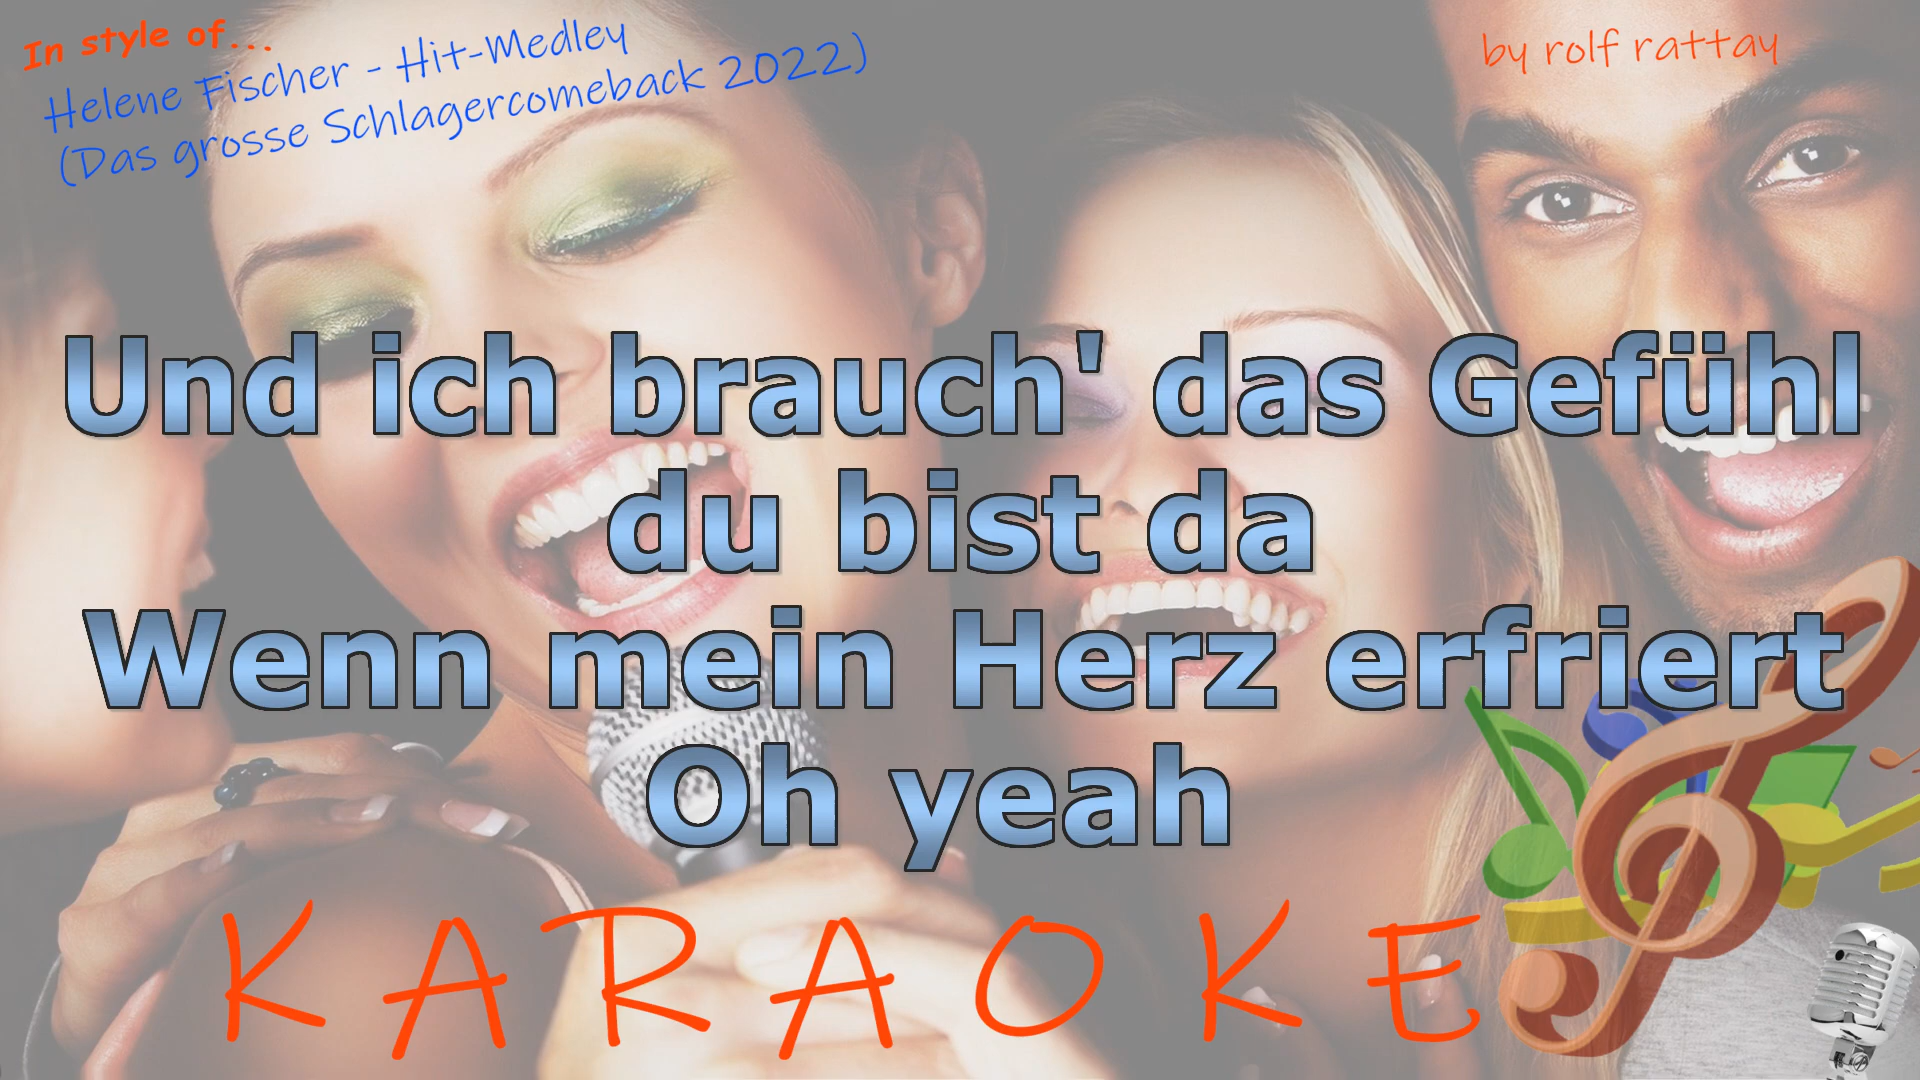 In style of...
Helene Fischer - Hit-Medley
(Das grosse Schlagercomeback 2022)
by rolf rattay
Und ich brauch' das Gefühl
du bist da
Wenn mein Herz erfriert
Oh yeah
KARAOKE